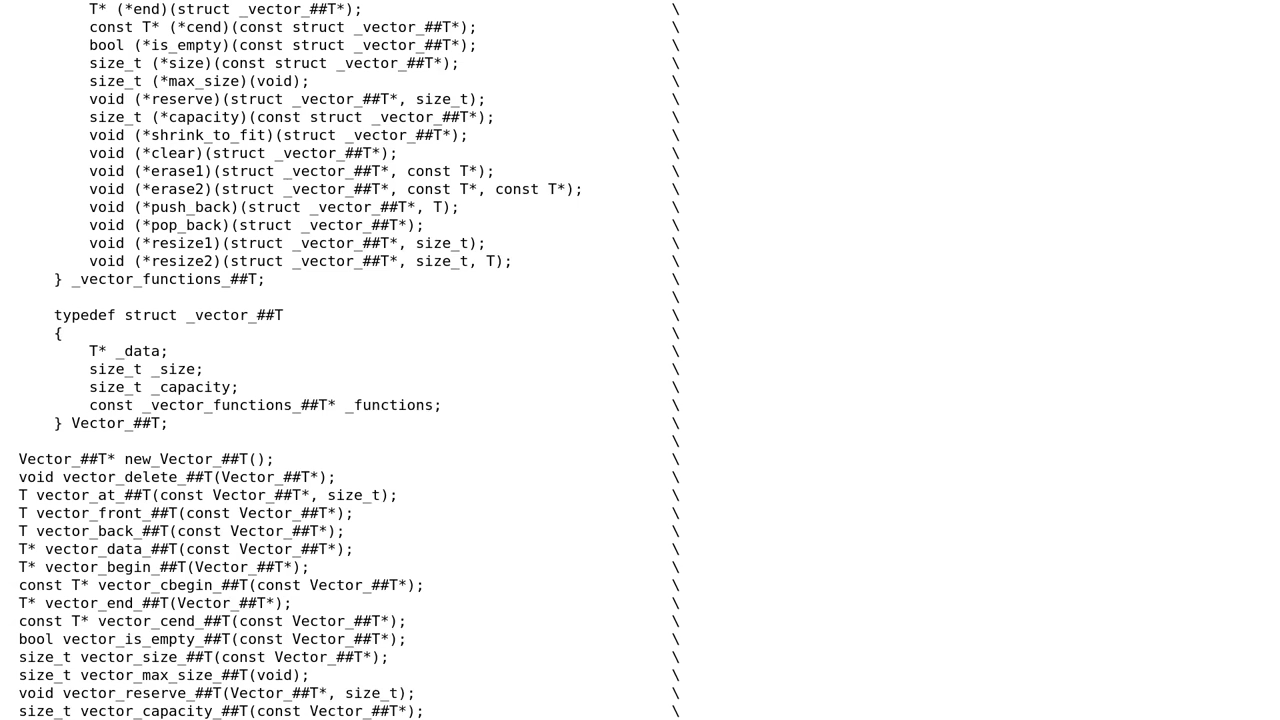 T* (*end)(struct _vector_##T*);                                   \
        const T* (*cend)(const struct _vector_##T*);                      \
        bool (*is_empty)(const struct _vector_##T*);                      \
        size_t (*size)(const struct _vector_##T*);                        \
        size_t (*max_size)(void);                                         \
        void (*reserve)(struct _vector_##T*, size_t);                     \
        size_t (*capacity)(const struct _vector_##T*);                    \
        void (*shrink_to_fit)(struct _vector_##T*);                       \
        void (*clear)(struct _vector_##T*);                               \
        void (*erase1)(struct _vector_##T*, const T*);                    \
        void (*erase2)(struct _vector_##T*, const T*, const T*);          \
        void (*push_back)(struct _vector_##T*, T);                        \
        void (*pop_back)(struct _vector_##T*);                            \
        void (*resize1)(struct _vector_##T*, size_t);                     \
        void (*resize2)(struct _vector_##T*, size_t, T);                  \
    } _vector_functions_##T;                                              \
                                                                          \
    typedef struct _vector_##T                                            \
    {                                                                     \
        T* _data;                                                         \
        size_t _size;                                                     \
        size_t _capacity;                                                 \
        const _vector_functions_##T* _functions;                          \
    } Vector_##T;                                                         \
                                                                          \
Vector_##T* new_Vector_##T();                                             \
void vector_delete_##T(Vector_##T*);                                      \
T vector_at_##T(const Vector_##T*, size_t);                               \
T vector_front_##T(const Vector_##T*);                                    \
T vector_back_##T(const Vector_##T*);                                     \
T* vector_data_##T(const Vector_##T*);                                    \
T* vector_begin_##T(Vector_##T*);                                         \
const T* vector_cbegin_##T(const Vector_##T*);                            \
T* vector_end_##T(Vector_##T*);                                           \
const T* vector_cend_##T(const Vector_##T*);                              \
bool vector_is_empty_##T(const Vector_##T*);                              \
size_t vector_size_##T(const Vector_##T*);                                \
size_t vector_max_size_##T(void);                                         \
void vector_reserve_##T(Vector_##T*, size_t);                             \
size_t vector_capacity_##T(const Vector_##T*);                            \